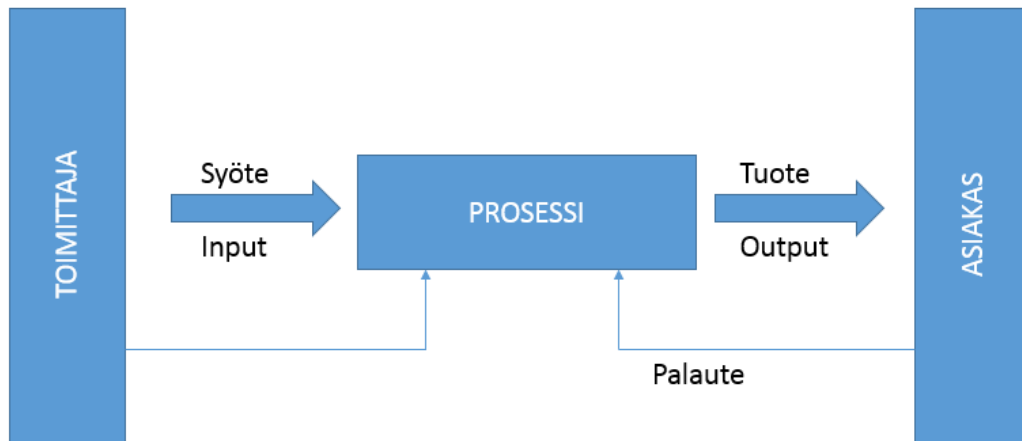 TOIMITTAJA
Syöte
Input
PROSESSI
Tuote
Output
ASIAKAS
Palaute